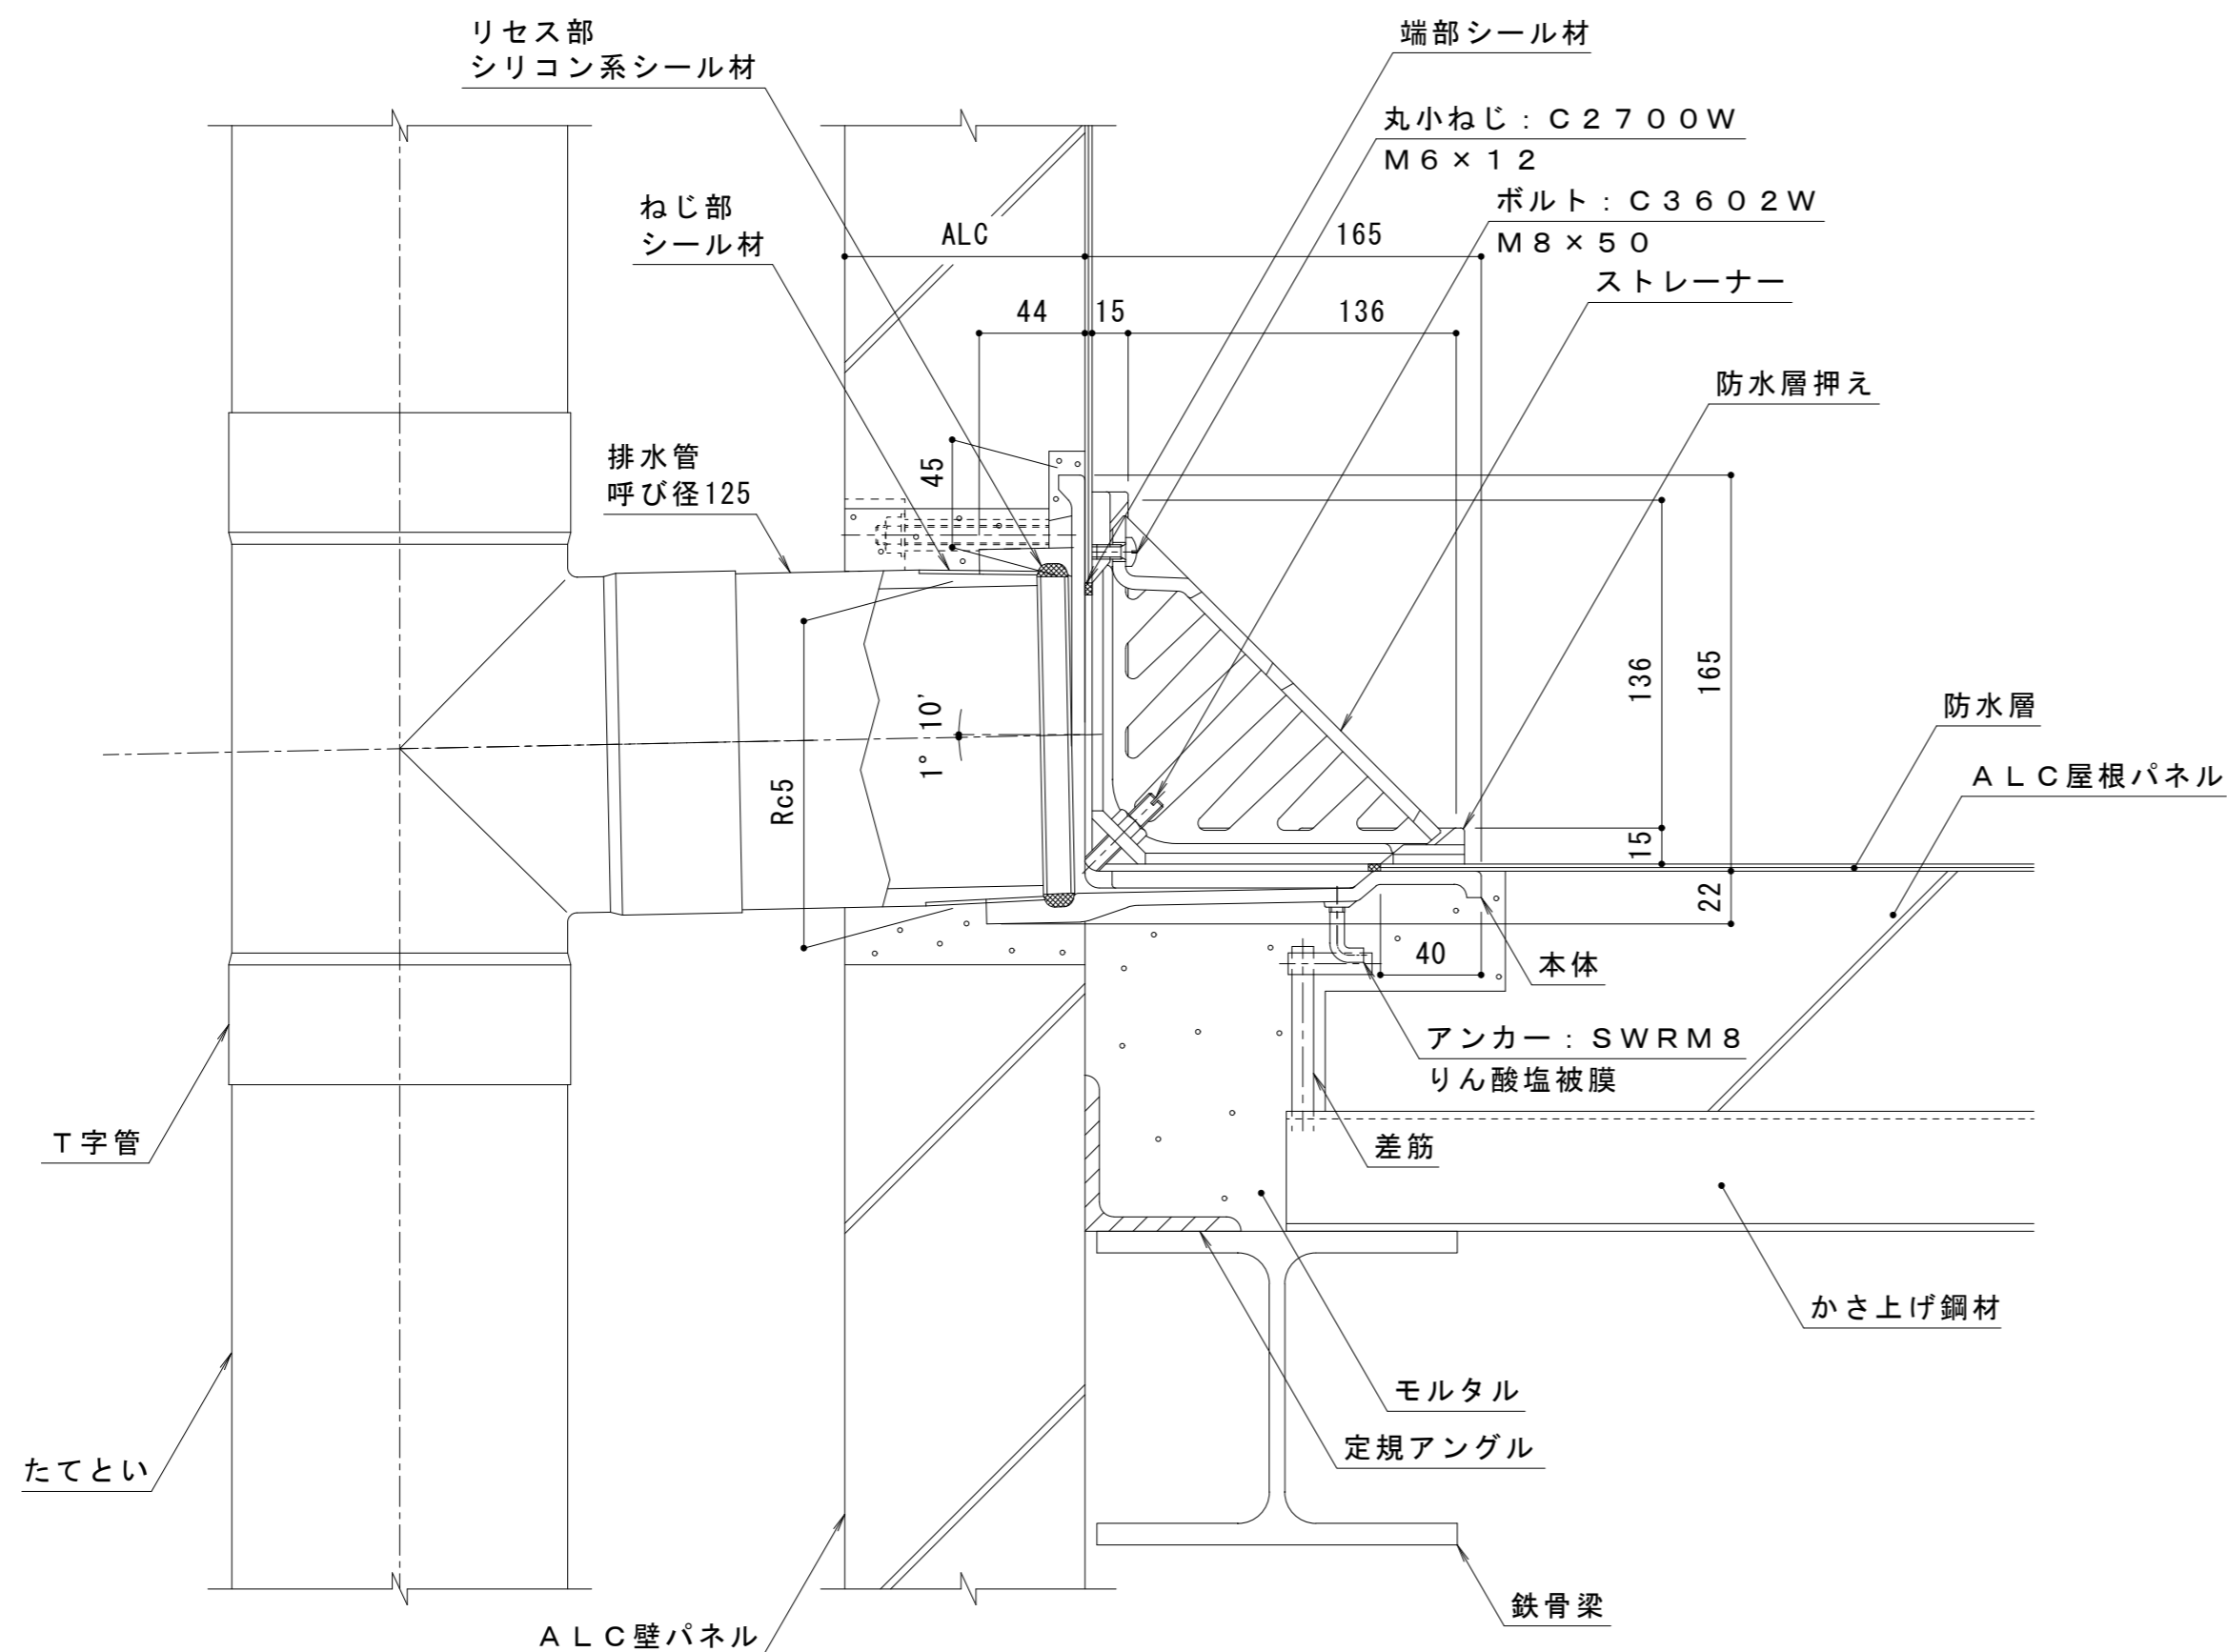 リセス部
シリコン系シール材
端部シール材
丸小ねじ：Ｃ２７００Ｗ
Ｍ６×１２
ねじ部
シール材
ボルト：Ｃ３６０２Ｗ
Ｍ８×５０
ALC
165
ストレーナー
44
15
136
防水層押え
排水管
呼び径125
45
136
165
防水層
1° 10'
ＡＬＣ屋根パネル
Rc5
15
22
40
本体
アンカー：ＳＷＲＭ８
りん酸塩被膜
Ｔ字管
差筋
かさ上げ鋼材
モルタル
定規アングル
たてとい
鉄骨梁
ＡＬＣ壁パネル